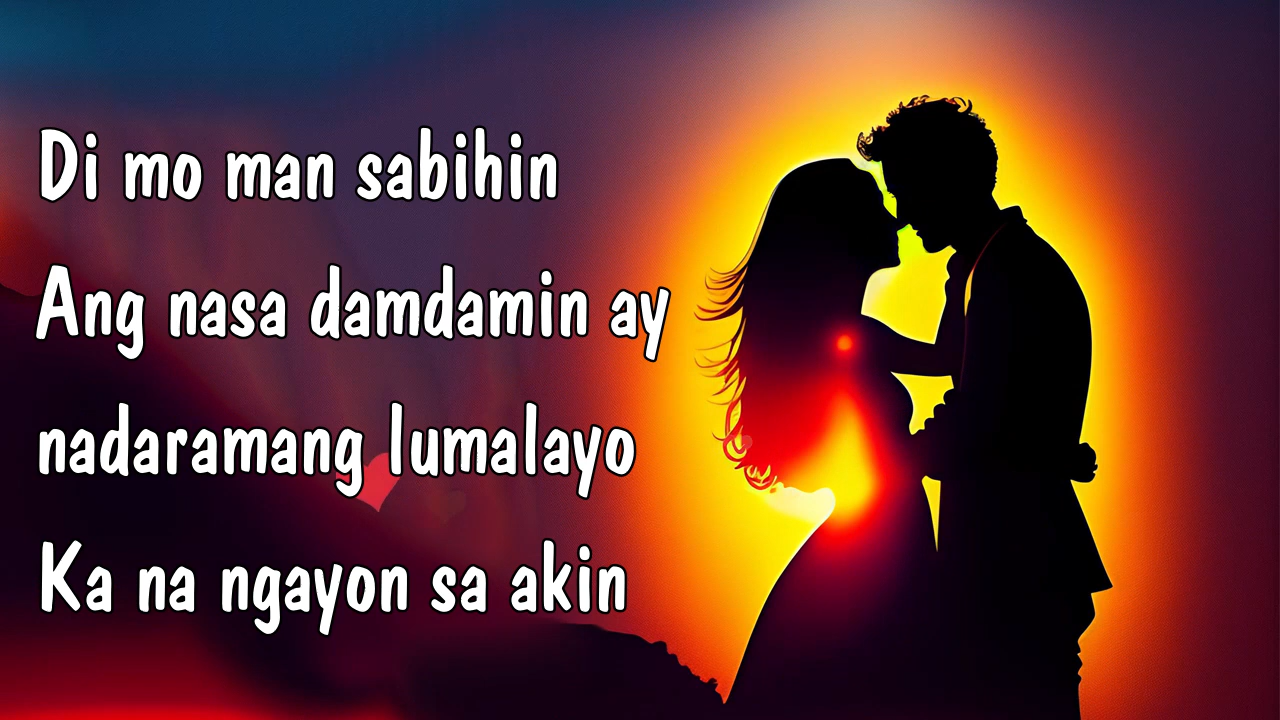 Di mo man sabihin
Ang nasa damdamin ay
nadaramang lumalayo
Ka na ngayon sa akin